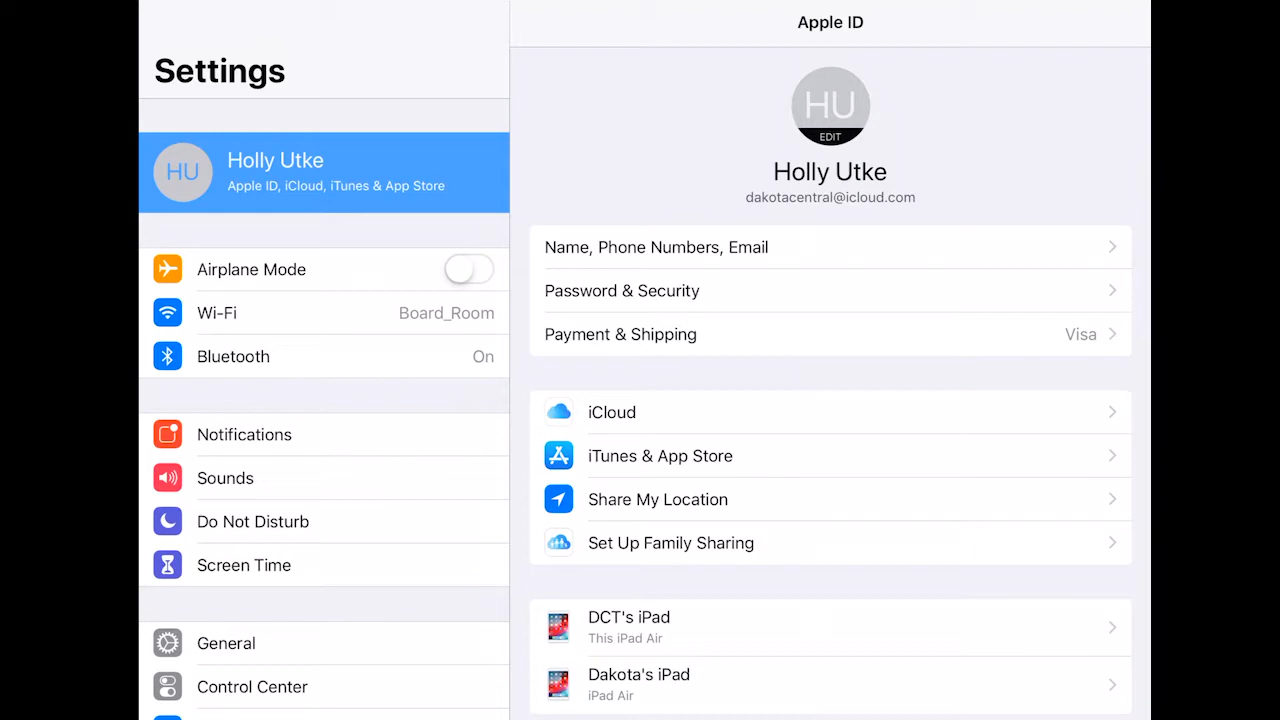 Settings
HU
Holly Utke
Apple ID, iCloud, iTunes & App Store
Airplane Mode
Wi-Fi
Board_Room
Bluetooth
On
Notifications
Sounds
Do Not Disturb
Screen Time
General
Control Center
Apple ID
HU
EDIT
Holly Utke
dakotacentral@icloud.com
Name, Phone Numbers, Email
Password & Security
Payment & Shipping
Visa
iCloud
iTunes & App Store
Share My Location
Set Up Family Sharing
DCT's iPad
This iPad Air
Dakota's iPad
iPad Air